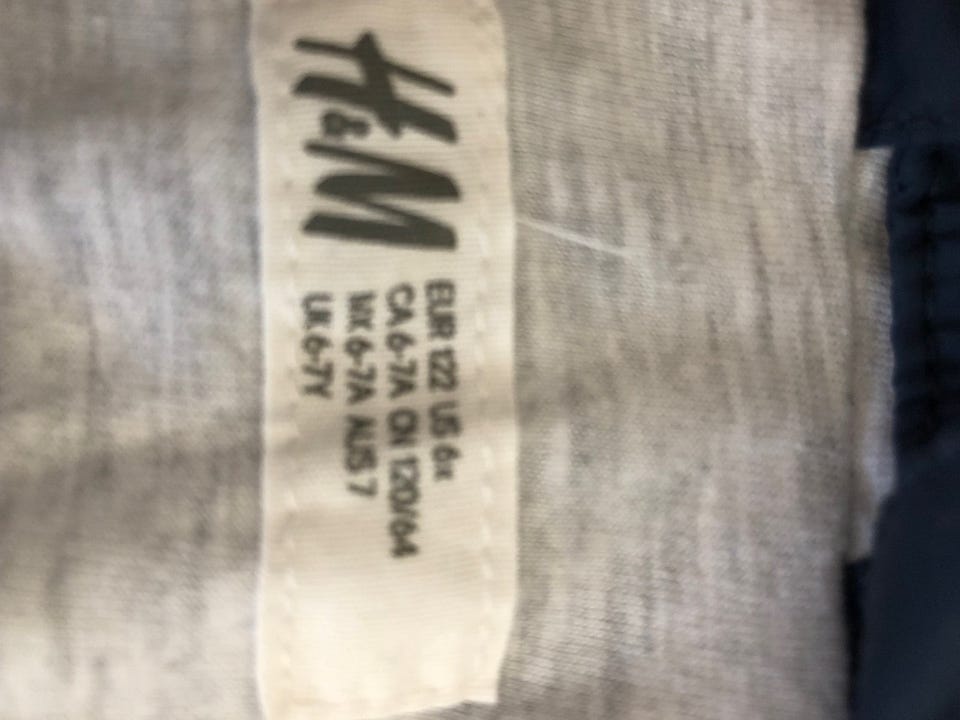 H&M
EUR 122 US 6x
CA 6-7A CN 120/64
MX 6-7A AUS 7
UK 6-7Y